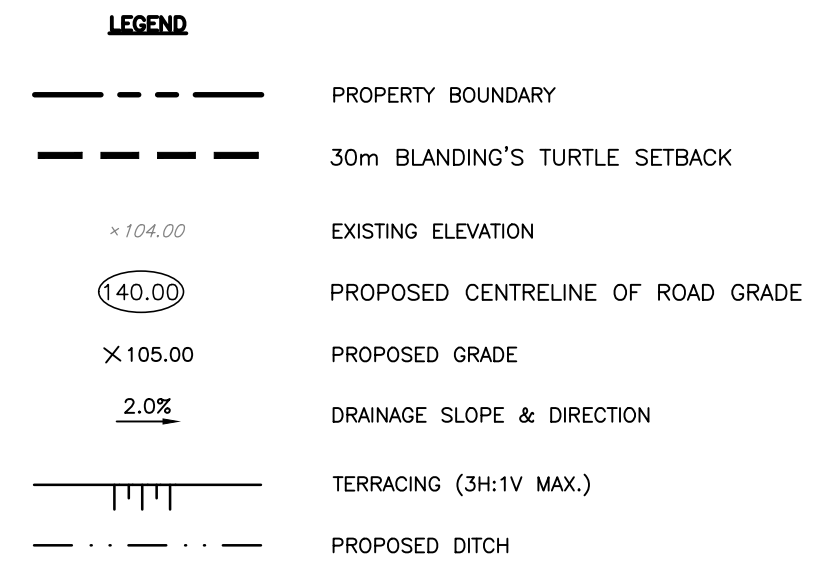 LEGEND
PROPERTY BOUNDARY
30m BLANDING'S TURTLE SETBACK
×104.00 EXISTING ELEVATION
140.00 PROPOSED CENTRELINE OF ROAD GRADE
×105.00 PROPOSED GRADE
2.0% DRAINAGE SLOPE & DIRECTION
TERRACING (3H:1V MAX.)
PROPOSED DITCH